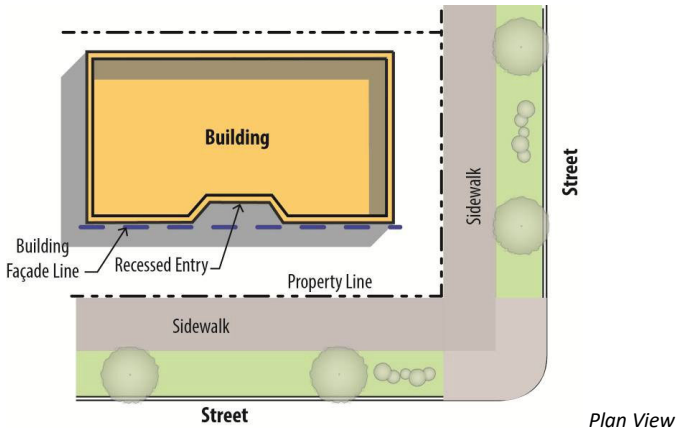 Building
Sidewalk
Street
Building
Façade Line
Recessed Entry
Property Line
Sidewalk
Street
Plan View